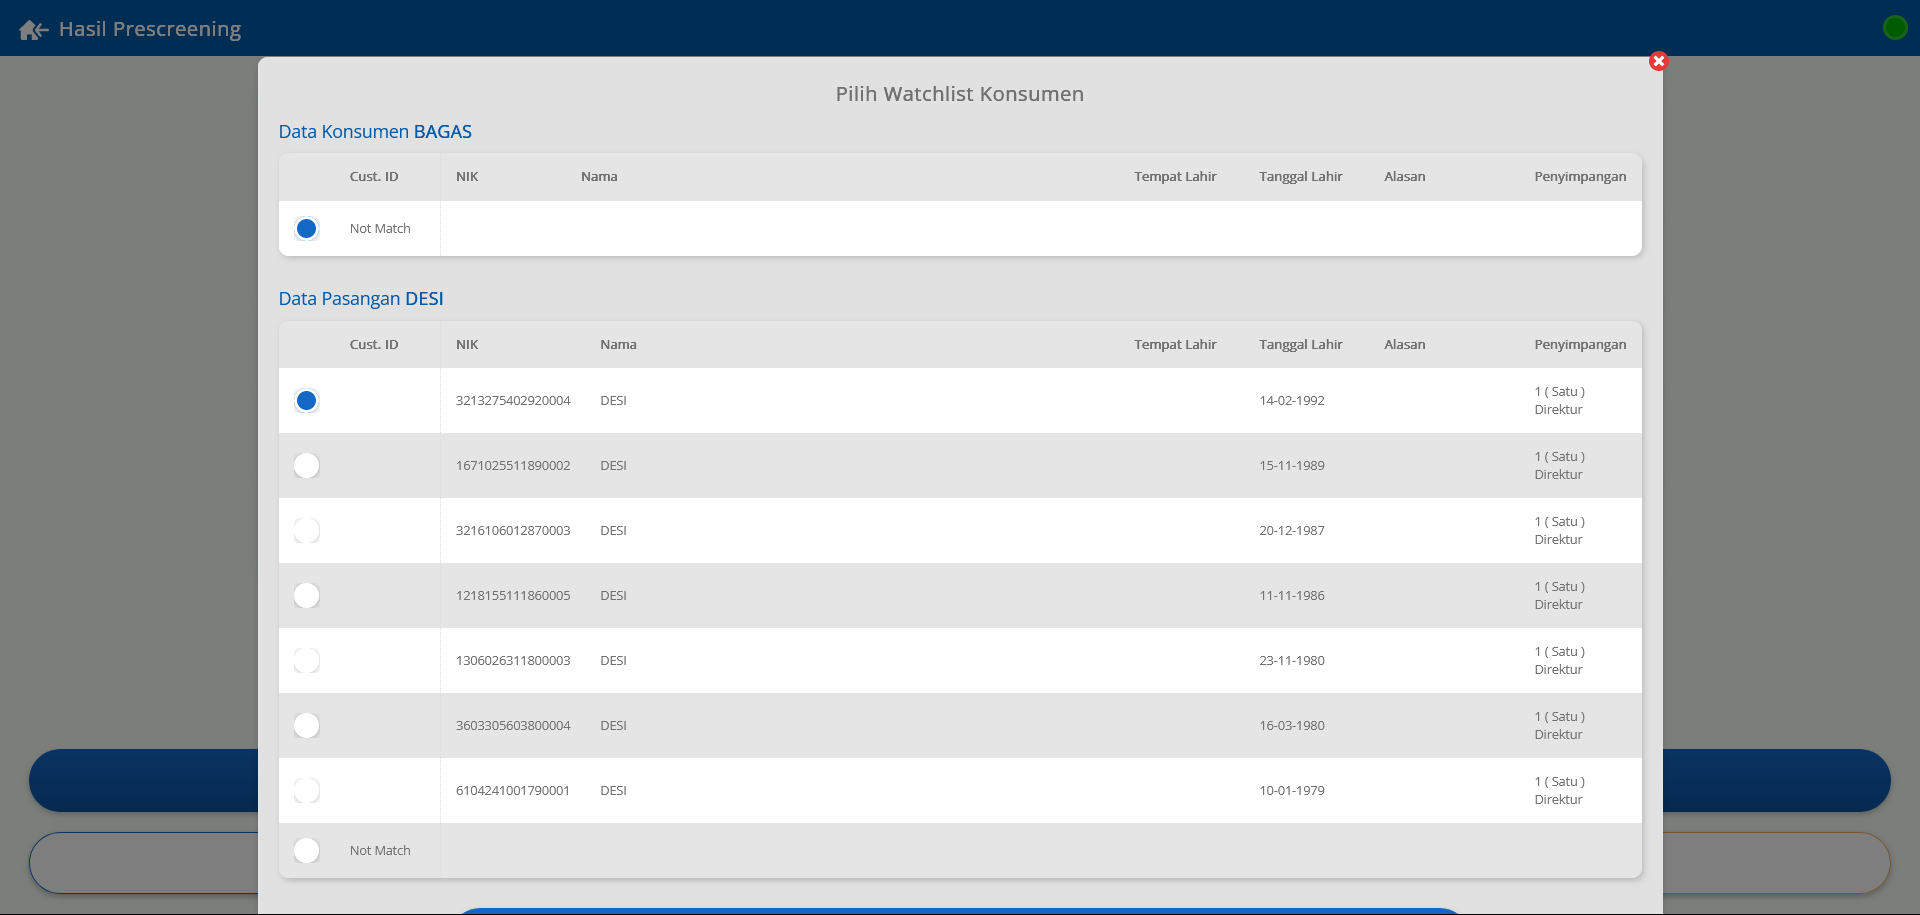 Hasil Prescreening
Pilih Watchlist Konsumen
Data Konsumen BAGAS
Cust. ID NIK Nama Tempat Lahir Tanggal Lahir Alasan Penyimpangan
Not Match
Data Pasangan DESI
Cust. ID NIK Nama Tempat Lahir Tanggal Lahir Alasan Penyimpangan
3213275402920004 DESI 14-02-1992 1 ( Satu )
Direktur
1671025511890002 DESI 15-11-1989 1 ( Satu )
Direktur
3216106012870003 DESI 20-12-1987 1 ( Satu )
Direktur
1218155111860005 DESI 11-11-1986 1 ( Satu )
Direktur
1306026311800003 DESI 23-11-1980 1 ( Satu )
Direktur
3603305603800004 DESI 16-03-1980 1 ( Satu )
Direktur
6104241001790001 DESI 10-01-1979 1 ( Satu )
Direktur
Not Match